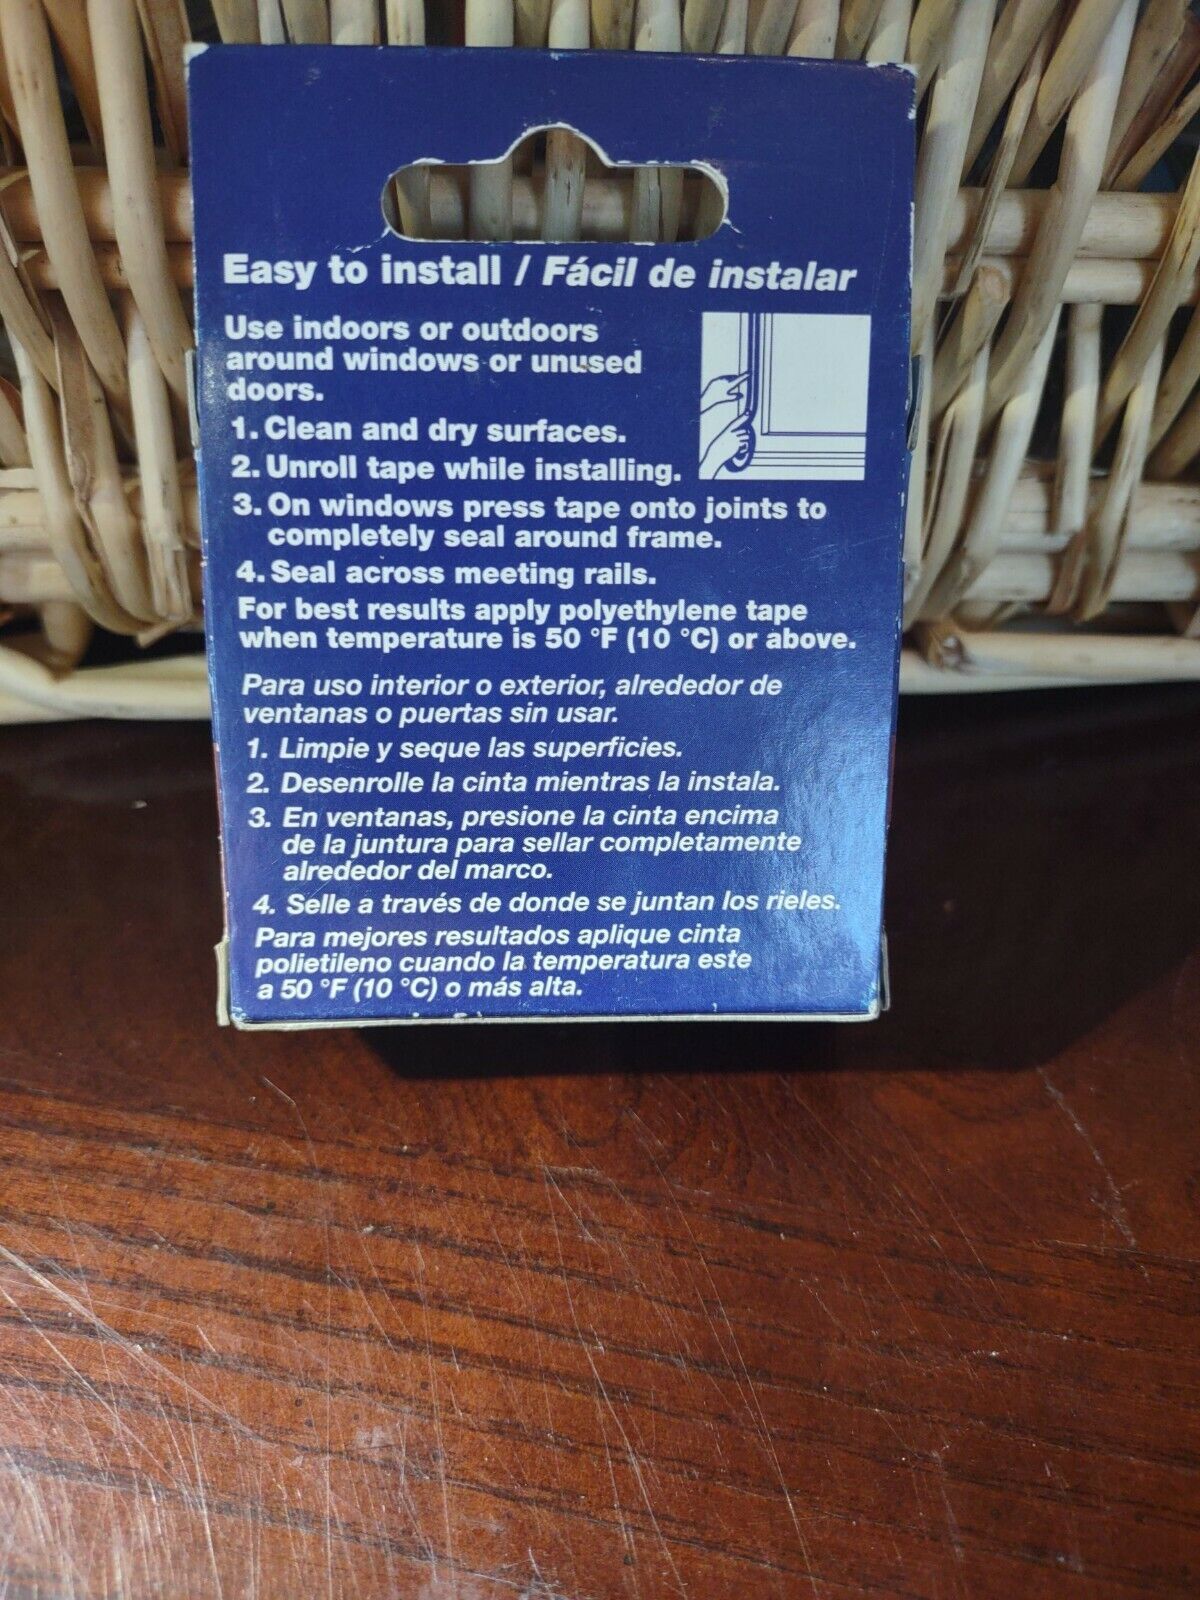 Easy to install / Fácil de instalar
Use indoors or outdoors
around windows or unused
doors.
1. Clean and dry surfaces.
2. Unroll tape while installing.
3. On windows press tape onto joints to
completely seal around frame.
4. Seal across meeting rails.
For best results apply polyethylene tape
when temperature is 50 °F (10 °C) or above.
Para uso interior o exterior, alrededor de
ventanas o puertas sin usar.
1. Limpie y seque las superficies.
2. Desenrolle la cinta mientras la instala.
3. En ventanas, presione la cinta encima
de la juntura para sellar completamente
alrededor del marco.
4. Selle a través de donde se juntan los rieles.
Para mejores resultados aplique cinta
polietileno cuando la temperatura este
a 50 °F (10 °C) o más alta.